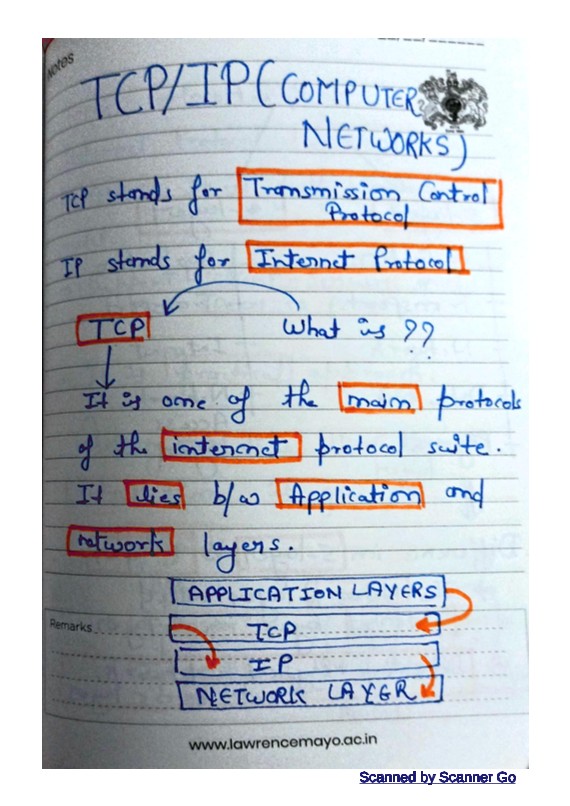 Notes
TCP/IP (COMPUTER
NETWORKS)
TCP stands for Transmission Control
Protocol
IP stands for Internet Protocol
TCP What is ??
It is one of the main protocols
of the internet protocol suite.
It lies b/w Application and
network layers.
APPLICATION LAYERS
Remarks
TCP
IP
NETWORK LAYER
www.lawrencemayo.ac.in
Scanned by Scanner Go